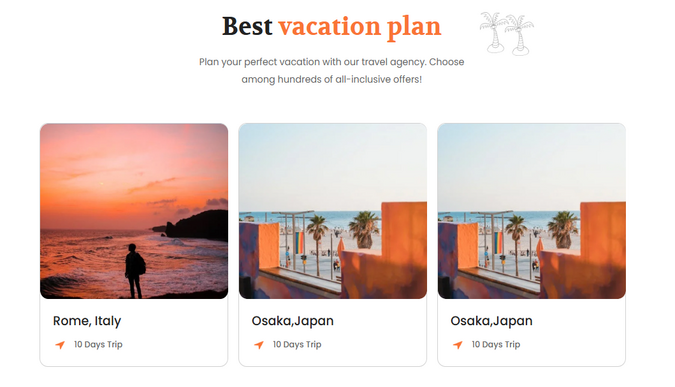 Best vacation plan
Plan your perfect vacation with our travel agency. Choose
among hundreds of all-inclusive offers!
Rome, Italy
10 Days Trip
Osaka,Japan
10 Days Trip
Osaka,Japan
10 Days Trip